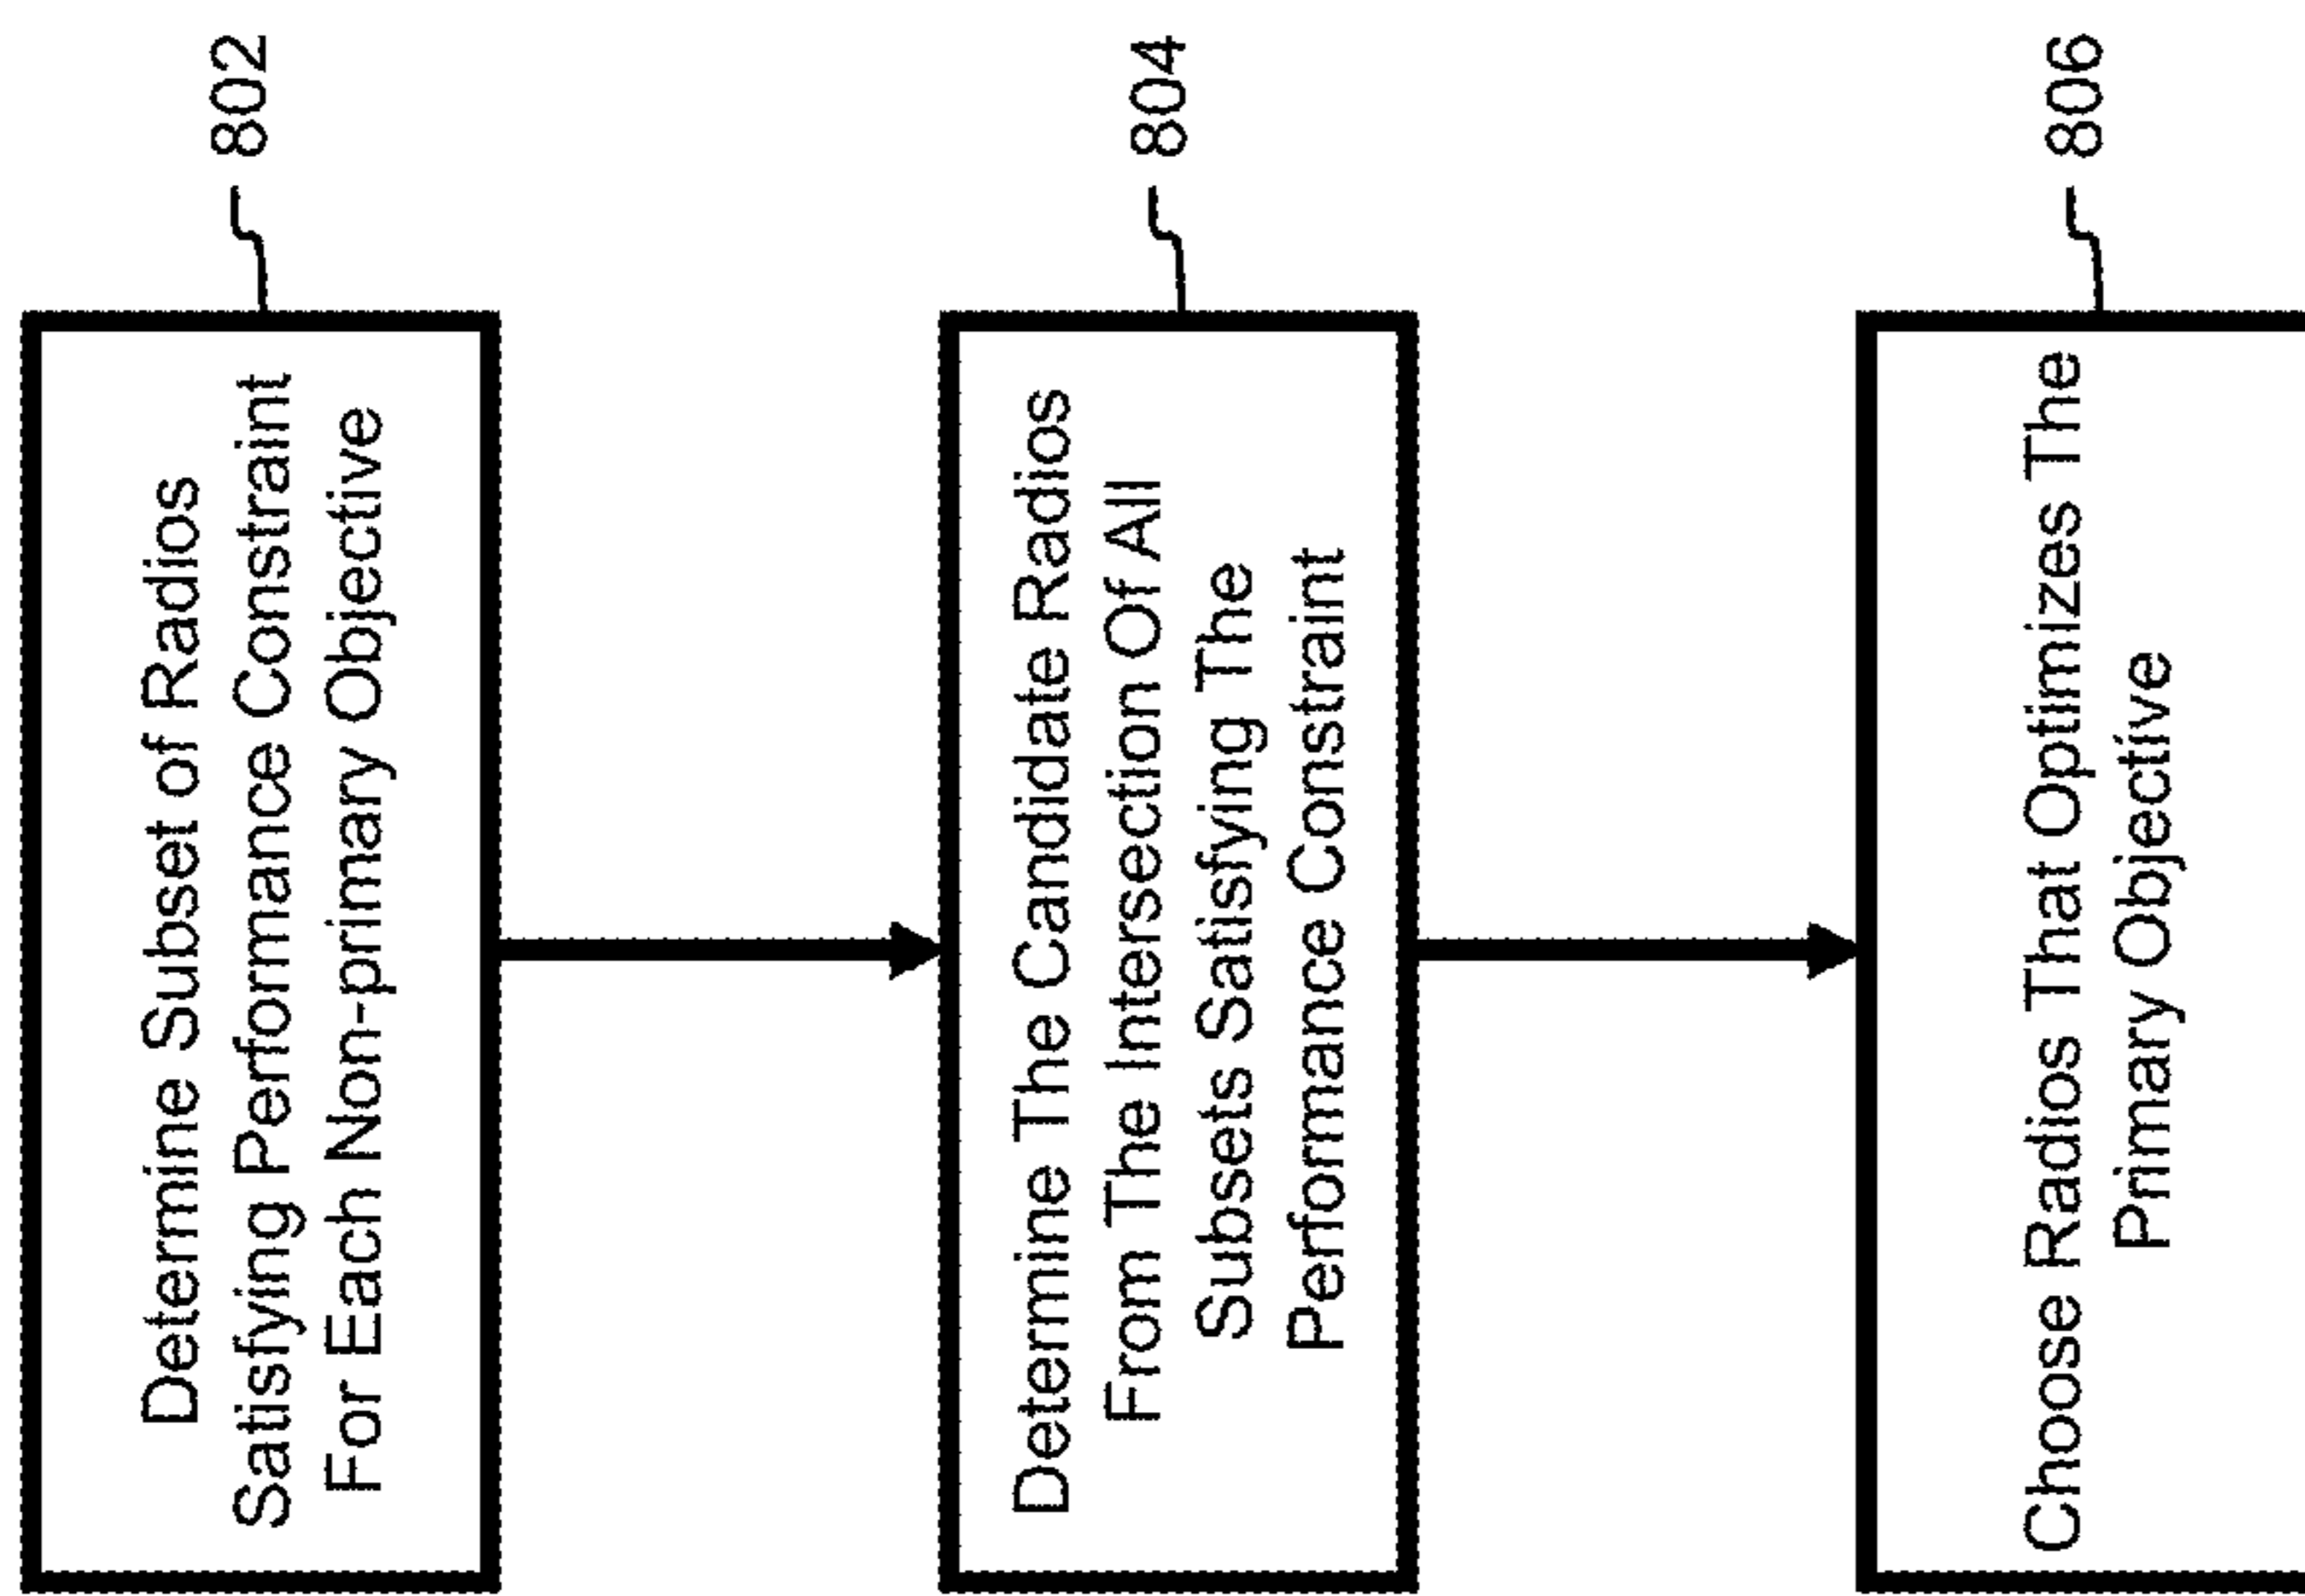 Determine Subset of Radios
Satisfying Performance Constraint
For Each Non-primary Objective
802
Determine The Candidate Radios
From The Intersection Of All
Subsets Satisfying The
Performance Constraint
804
Choose Radios That Optimizes The
Primary Objective
806